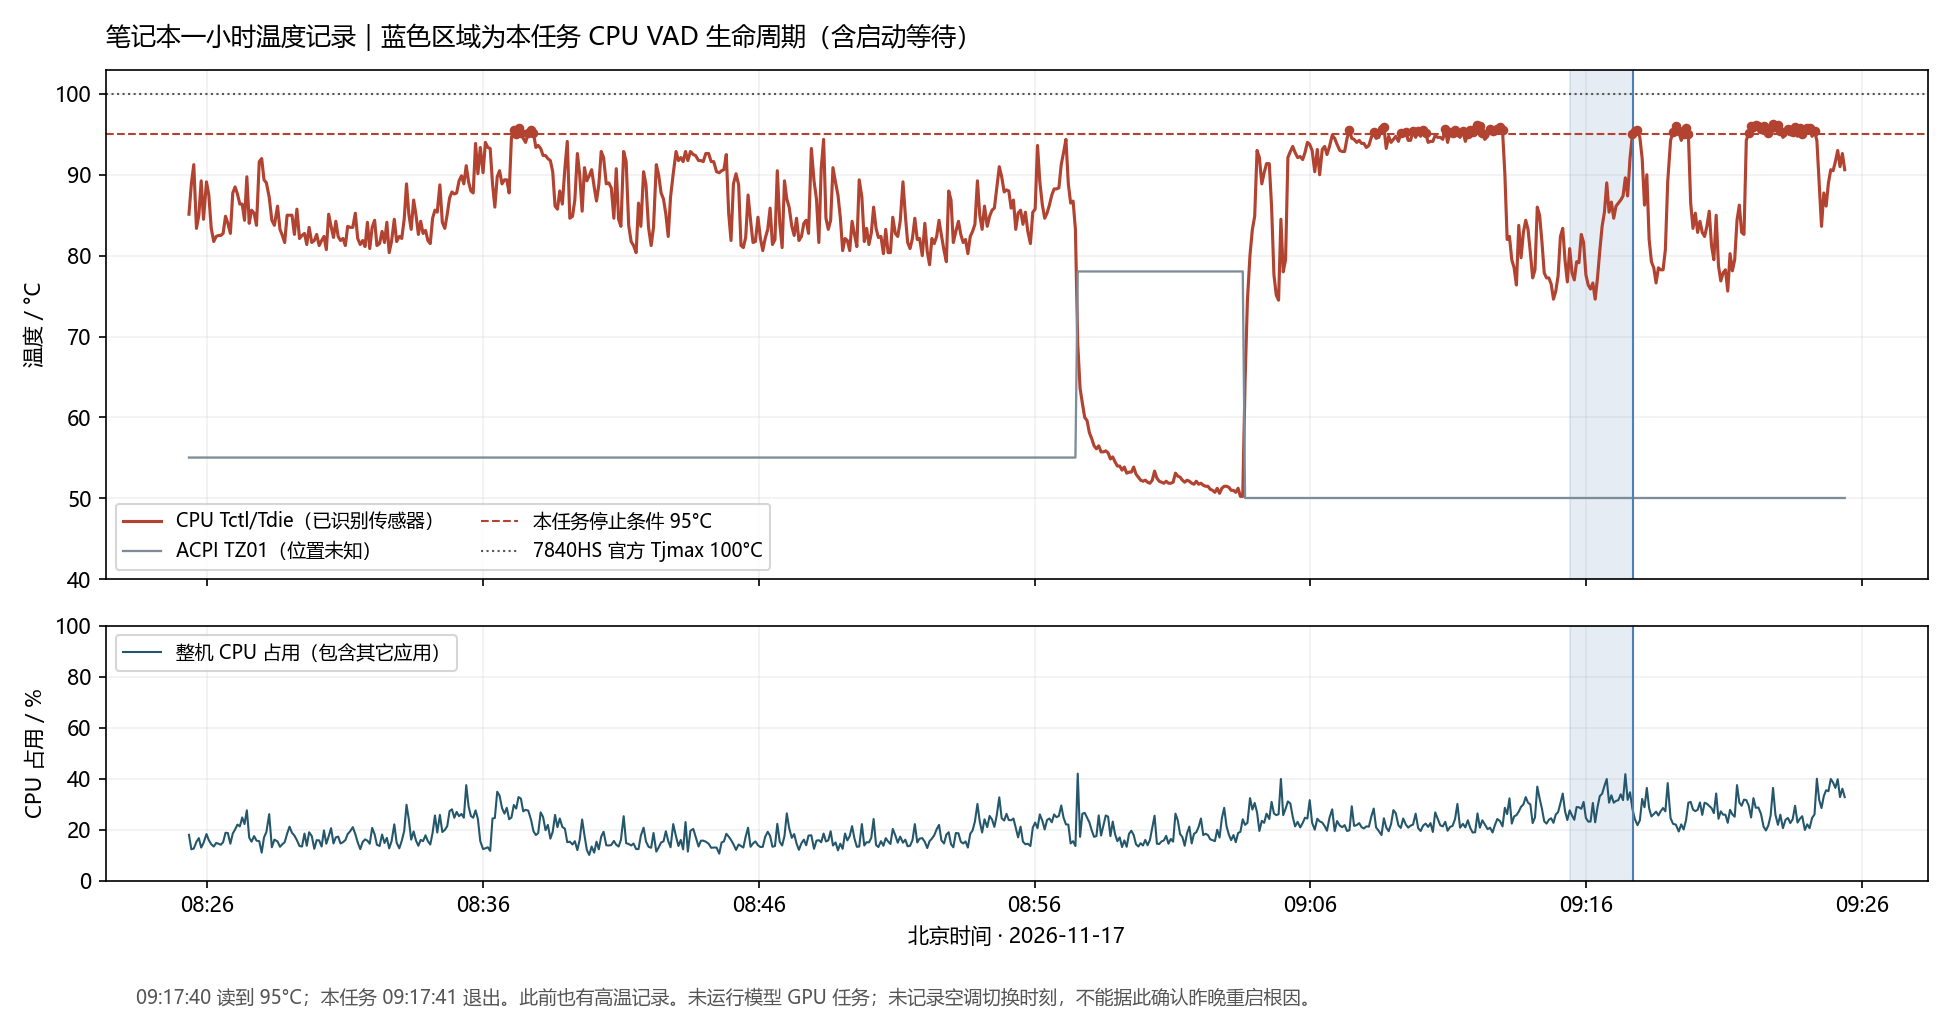 笔记本一小时温度记录 | 蓝色区域为本任务 CPU VAD 生命周期（含启动等待）
温度 / °C
100
90
80
70
60
50
40
CPU Tctl/Tdie（已识别传感器）
ACPI TZ01（位置未知）
本任务停止条件 95°C
7840HS 官方 Tjmax 100°C
CPU 占用 / %
100
80
60
40
20
0
整机 CPU 占用（包含其它应用）
08:26 08:36 08:46 08:56 09:06 09:16 09:26
北京时间 · 2026-11-17
09:17:40 读到 95°C；本任务 09:17:41 退出。此前也有高温记录。未运行模型 GPU 任务；未记录空调切换时刻，不能据此确认昨晚重启根因。